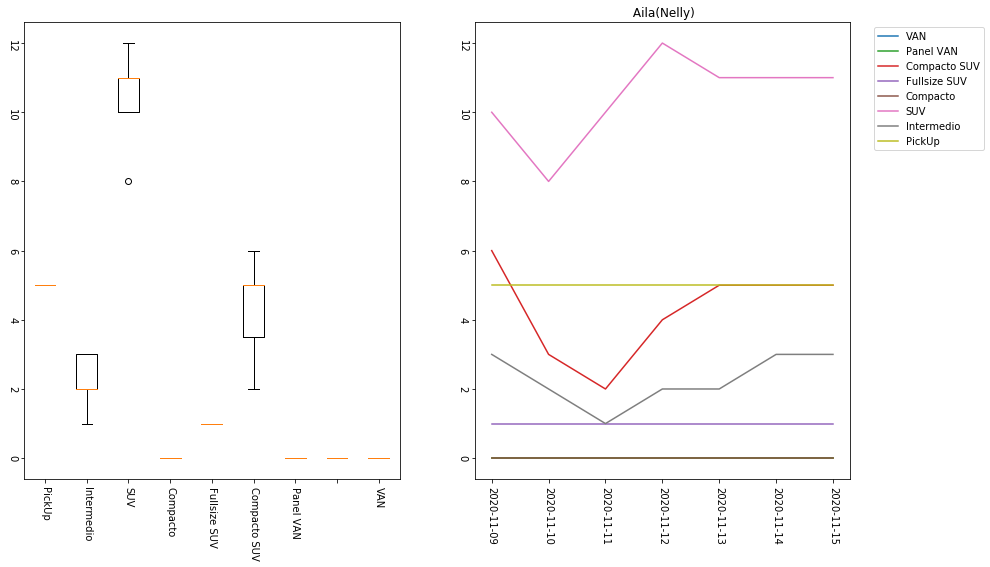 12
10
8
6
4
2
0
PickUp
Intermedio
SUV
Compacto
Fullsize SUV
Compacto SUV
Panel VAN
VAN
Aila(Nelly)
12
10
8
6
4
2
0
2020-11-09
2020-11-10
2020-11-11
2020-11-12
2020-11-13
2020-11-14
2020-11-15
VAN
Panel VAN
Compacto SUV
Fullsize SUV
Compacto
SUV
Intermedio
PickUp